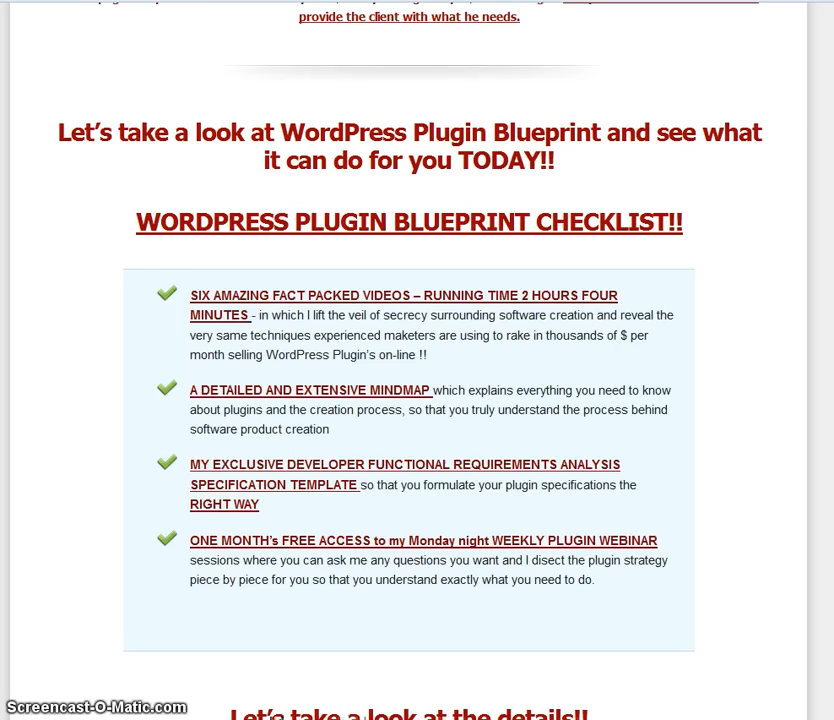 provide the client with what he needs.
Let's take a look at WordPress Plugin Blueprint and see what
it can do for you TODAY!!
WORDPRESS PLUGIN BLUEPRINT CHECKLIST!!
SIX AMAZING FACT PACKED VIDEOS – RUNNING TIME 2 HOURS FOUR
MINUTES - in which I lift the veil of secrecy surrounding software creation and reveal the
very same techniques experienced maketers are using to rake in thousands of $ per
month selling WordPress Plugin's on-line !!
A DETAILED AND EXTENSIVE MINDMAP which explains everything you need to know
about plugins and the creation process, so that you truly understand the process behind
software product creation
MY EXCLUSIVE DEVELOPER FUNCTIONAL REQUIREMENTS ANALYSIS
SPECIFICATION TEMPLATE so that you formulate your plugin specifications the
RIGHT WAY
ONE MONTH's FREE ACCESS to my Monday night WEEKLY PLUGIN WEBINAR
sessions where you can ask me any questions you want and I disect the plugin strategy
piece by piece for you so that you understand exactly what you need to do.
Screencast-O-Matic.com
Let's take a look at the details!!